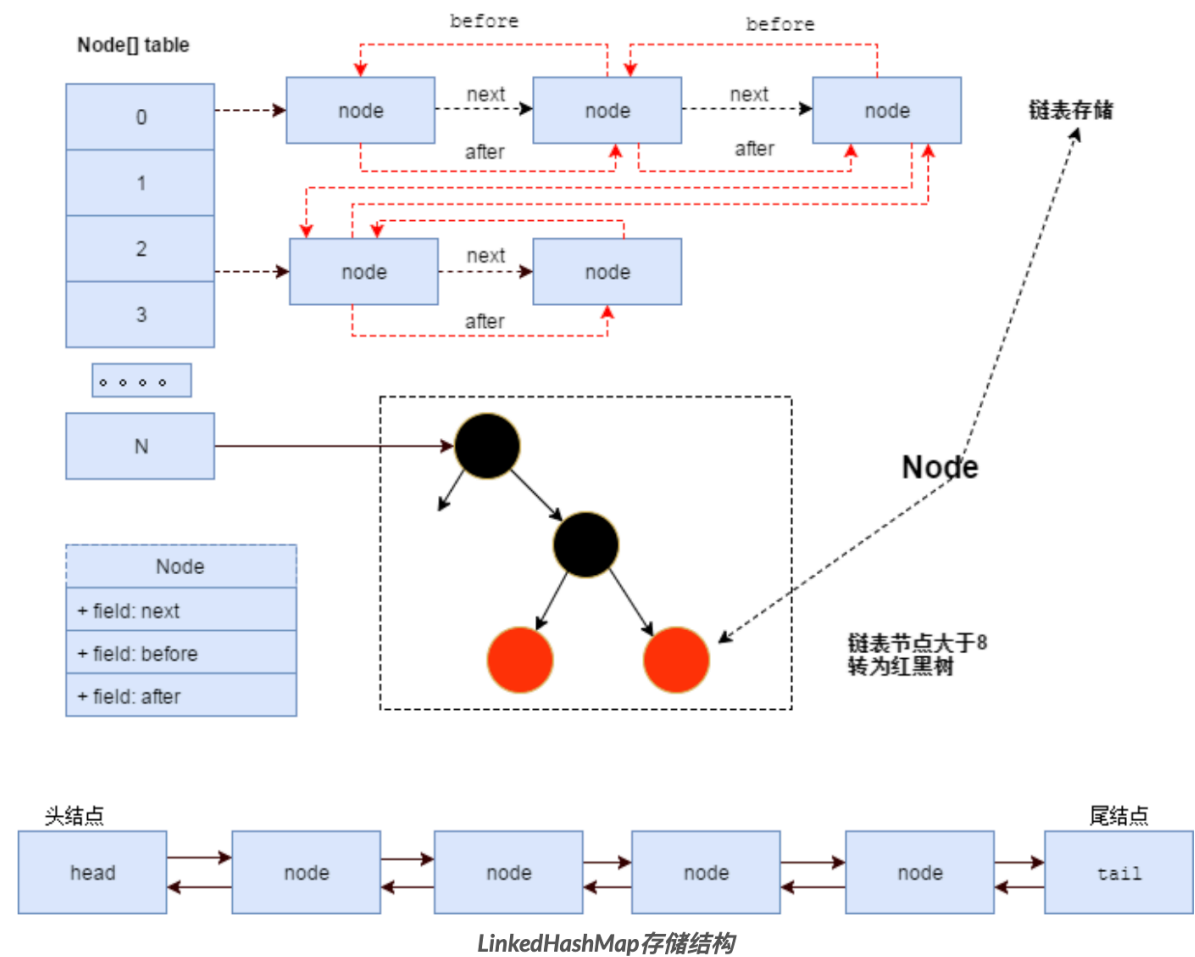 before
before
Node[] table
0
node
next
node
next
node
链表存储
after
after
1
2
node
next
node
3
after
N
Node
Node
+ field: next
+ field: before
+ field: after
链表节点大于8
转为红黑树
头结点
尾结点
head
node
node
node
node
tail
LinkedHashMap存储结构